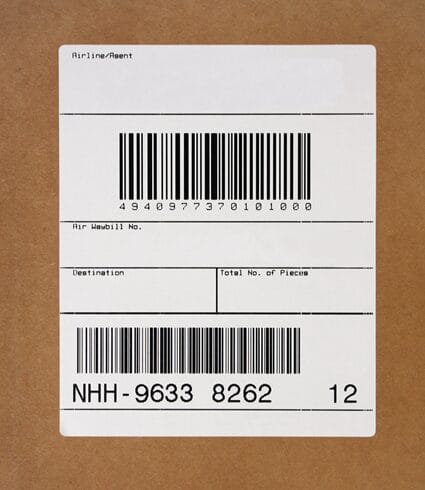 Airline/Agent
4940977370101000
Air Waybill No.
Destination
Total No. of Pieces
NHH-9633 8262 12